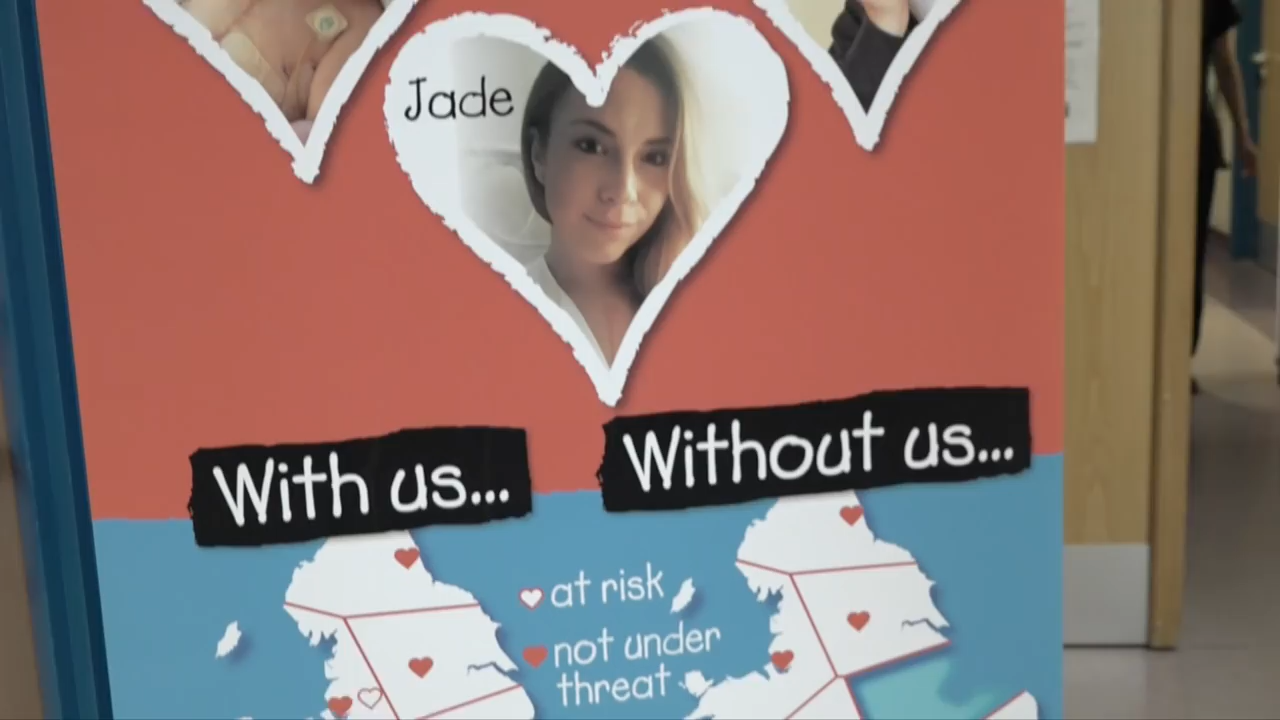 Jade
With us...
Without us...
at risk
not under
threat